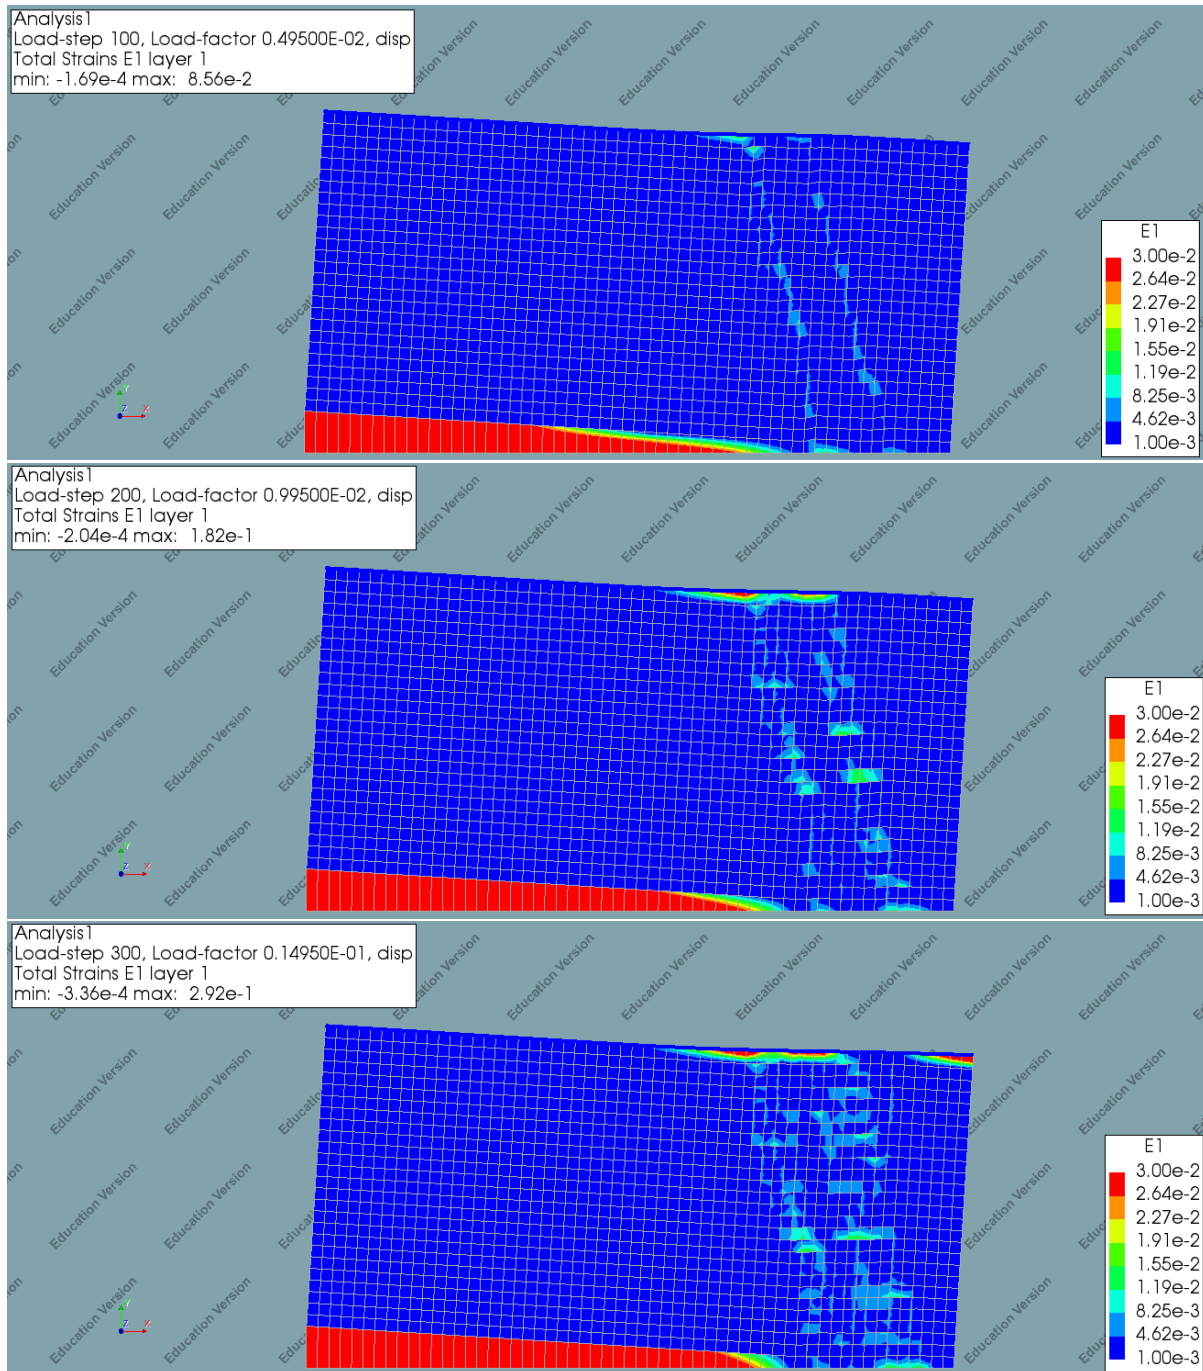 Analysis1
Load-step 100, Load-factor 0.49500E-02, disp
Total Strains E1 layer 1
min: -1.69e-4 max: 8.56e-2
Education Version
E1
3.00e-2
2.64e-2
2.27e-2
1.91e-2
1.55e-2
1.19e-2
8.25e-3
4.62e-3
1.00e-3
Y
Z X
Analysis1
Load-step 200, Load-factor 0.99500E-02, disp
Total Strains E1 layer 1
min: -2.04e-4 max: 1.82e-1
Education Version
E1
3.00e-2
2.64e-2
2.27e-2
1.91e-2
1.55e-2
1.19e-2
8.25e-3
4.62e-3
1.00e-3
Y
Z X
Analysis1
Load-step 300, Load-factor 0.14950E-01, disp
Total Strains E1 layer 1
min: -3.36e-4 max: 2.92e-1
Education Version
E1
3.00e-2
2.64e-2
2.27e-2
1.91e-2
1.55e-2
1.19e-2
8.25e-3
4.62e-3
1.00e-3
Y
Z X